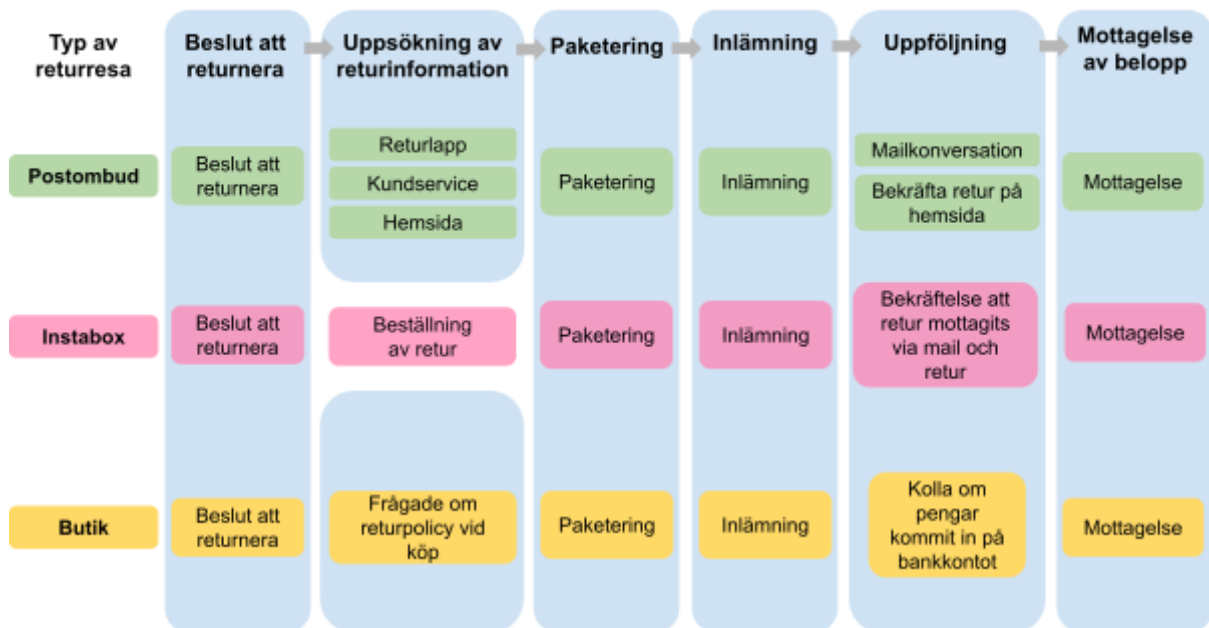 Typ av
returresa
Beslut att
returnera
Uppsökning av
returinformation
Paketering
Inlämning
Uppföljning
Mottagelse
av belopp
Postombud
Beslut att
returnera
Returlapp
Kundservice
Hemsida
Paketering
Inlämning
Mailkonversation
Bekräfta retur på
hemsida
Mottagelse
Instabox
Beslut att
returnera
Beställning
av retur
Paketering
Inlämning
Bekräftelse att
retur mottagits
via mail och
retur
Mottagelse
Butik
Beslut att
returnera
Frågade om
returpolicy vid
köp
Paketering
Inlämning
Kolla om
pengar
kommit in på
bankkontot
Mottagelse